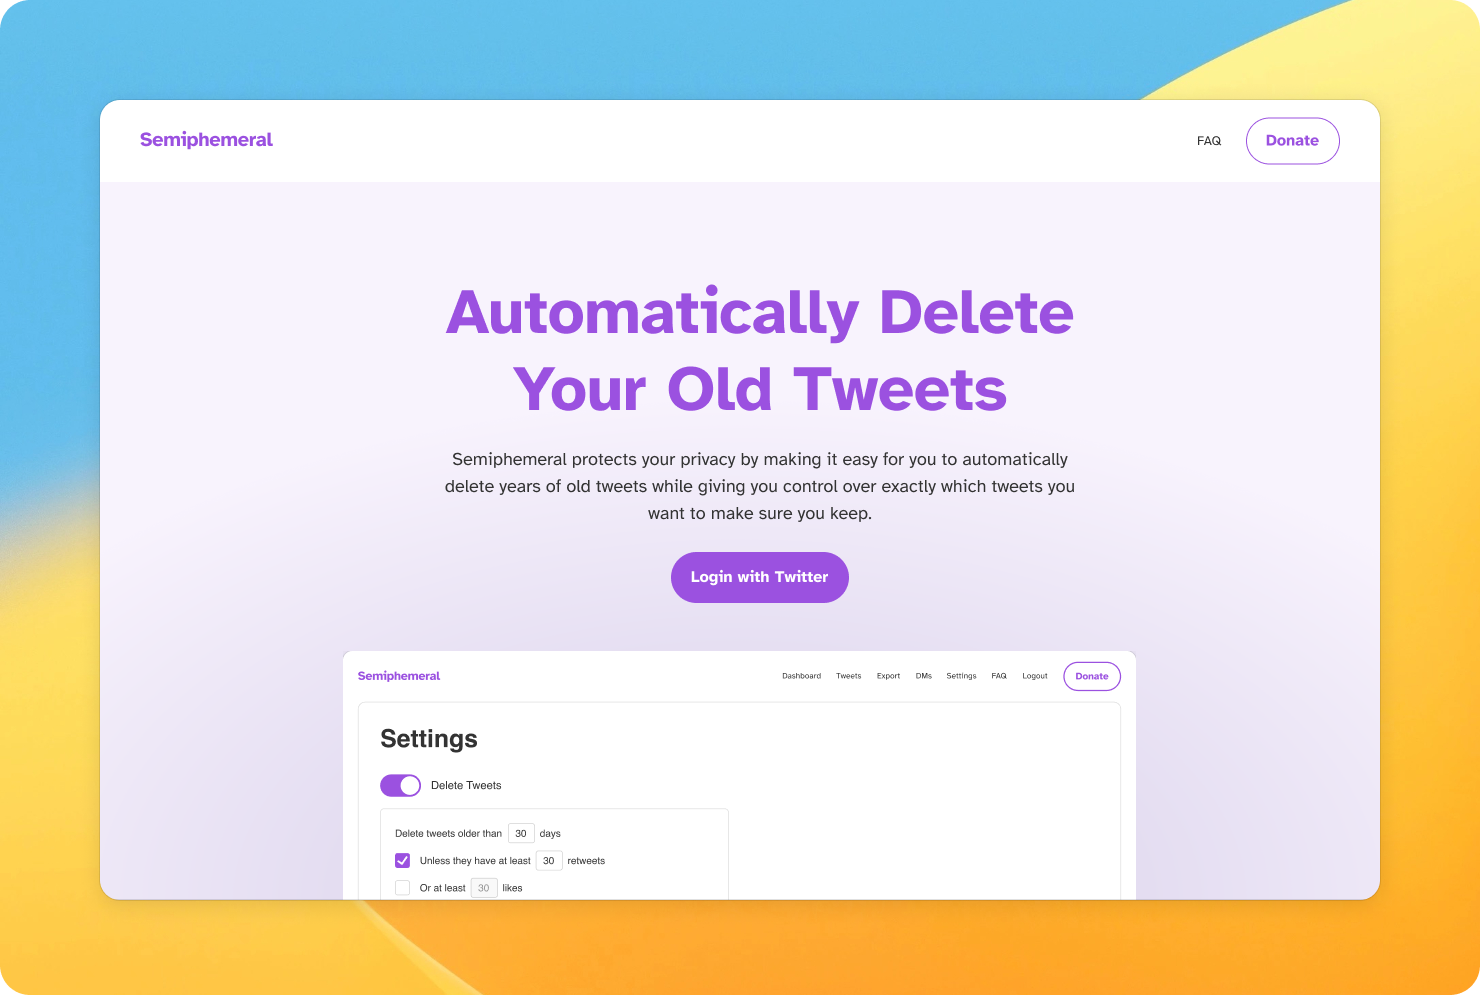 Semiphemeral
FAQ
Donate
Automatically Delete
Your Old Tweets
Semiphemeral protects your privacy by making it easy for you to automatically
delete years of old tweets while giving you control over exactly which tweets you
want to make sure you keep.
Login with Twitter
Semiphemeral
Dashboard Tweets Export DMs Settings FAQ Logout Donate
Settings
Delete Tweets
Delete tweets older than 30 days
Unless they have at least 30 retweets
Or at least 30 likes